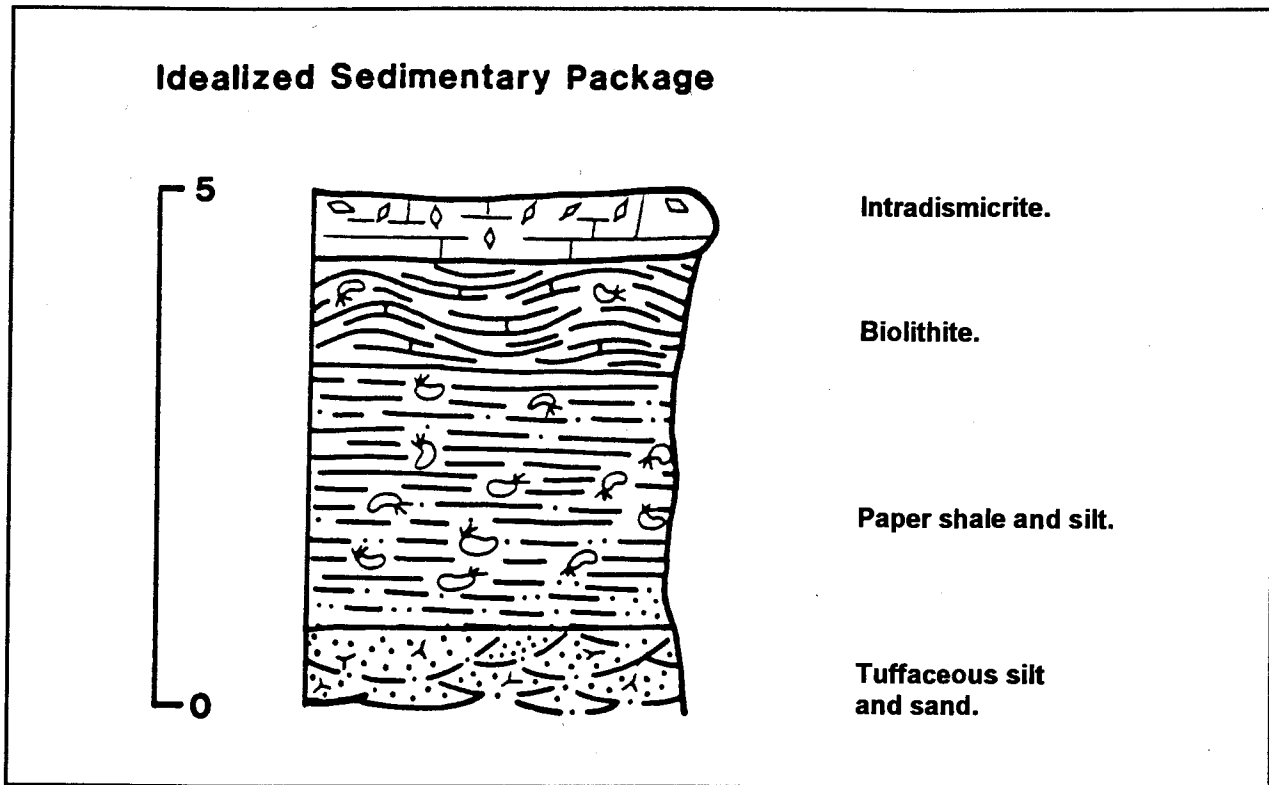 Idealized Sedimentary Package
5
Intradismicrite.
Biolithite.
Paper shale and silt.
Tuffaceous silt
and sand.
0